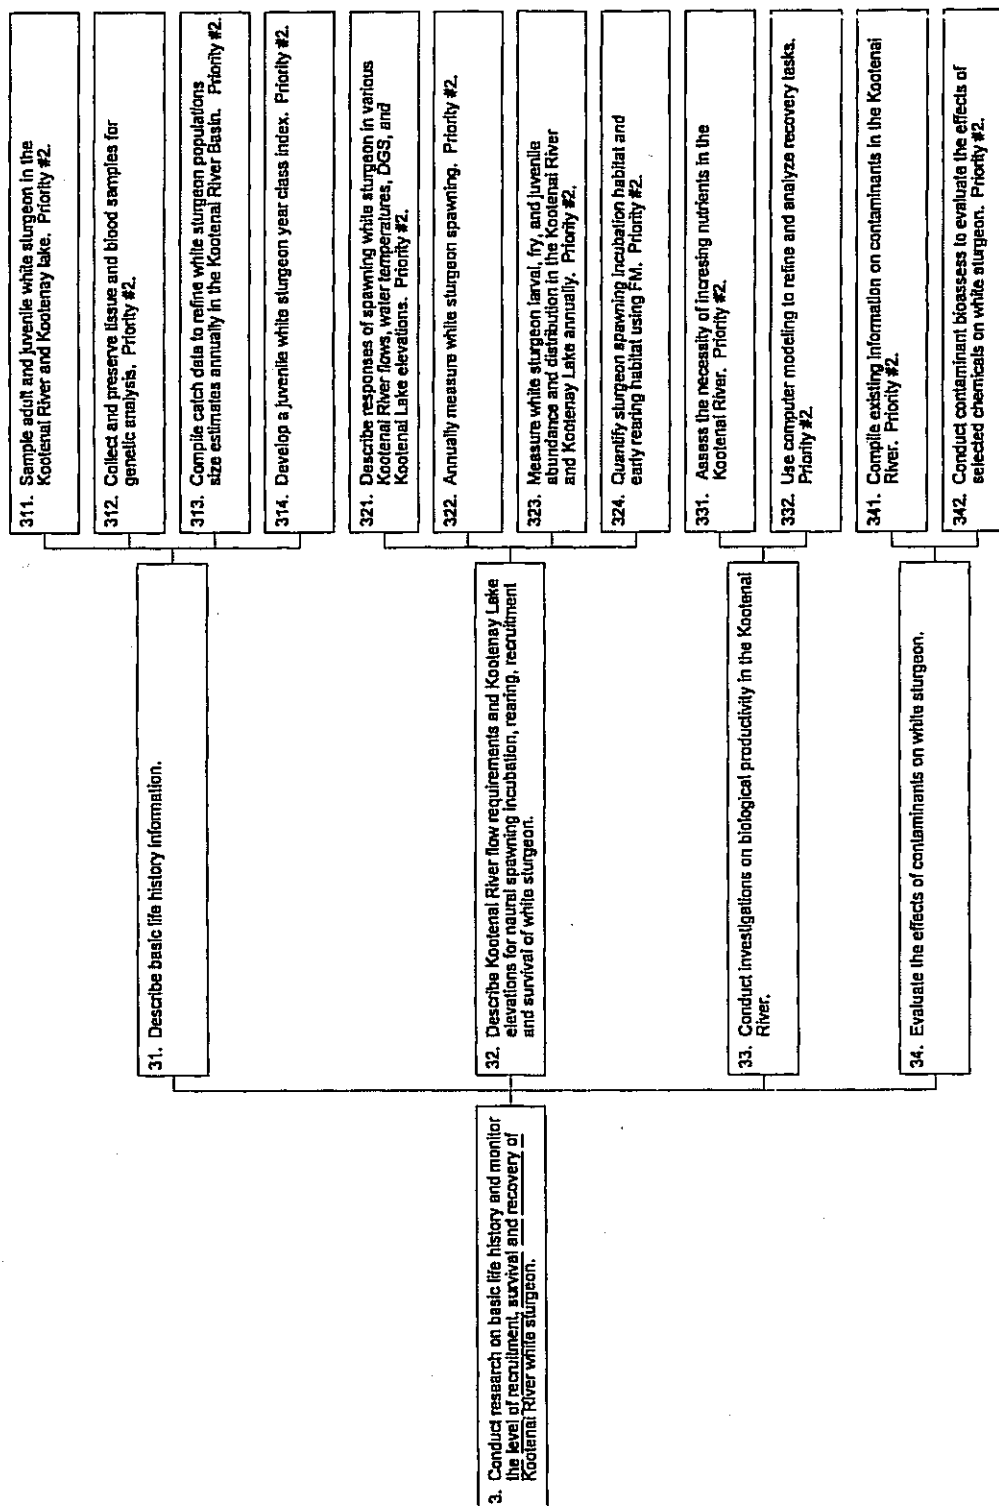 3. Conduct research on basic life history and monitor
the level of recruitment, survival and recovery of
Kootenai River white sturgeon.
31. Describe basic life history information.
311. Sample adult and juvenile white sturgeon in the
Kootenai River and Kootenay lake. Priority #2.
312. Collect and preserve tissue and blood samples for
genetic analysis. Priority #2.
313. Compile catch data to refine white sturgeon populations
size estimates annually in the Kootenai River Basin. Priority #2.
314. Develop a juvenile white sturgeon year class index. Priority #2.
32. Describe Kootenai River flow requirements and Kootenay Lake
elevations for naural spawning incubation, rearing, recruitment
and survival of white sturgeon.
321. Describe responses of spawning white sturgeon in various
Kootenai River flows, water temperatures, DGS, and
Kootenai Lake elevations. Priority #2.
322. Annually measure white sturgeon spawning. Priority #2.
323. Measure white sturgeon larval, fry, and juvenile
abundance and distribution in the Kootenai River
and Kootenay Lake annually. Priority #2.
324. Quantify sturgeon spawning incubation habitat and
early rearing habitat using FM. Priority #2.
33. Conduct investigations on biological productivity in the Kootenai
River.
331. Assess the necessity of incresing nutrients in the
Kootenai River. Priority #2.
332. Use computer modeling to refine and analyze recovery tasks.
Priority #2.
34. Evaluate the effects of contaminants on white sturgeon.
341. Compile existing information on contaminants in the Kootenai
River. Priority #2.
342. Conduct contaminant bioassess to evaluate the effects of
selected chemicals on white sturgeon. Priority #2.